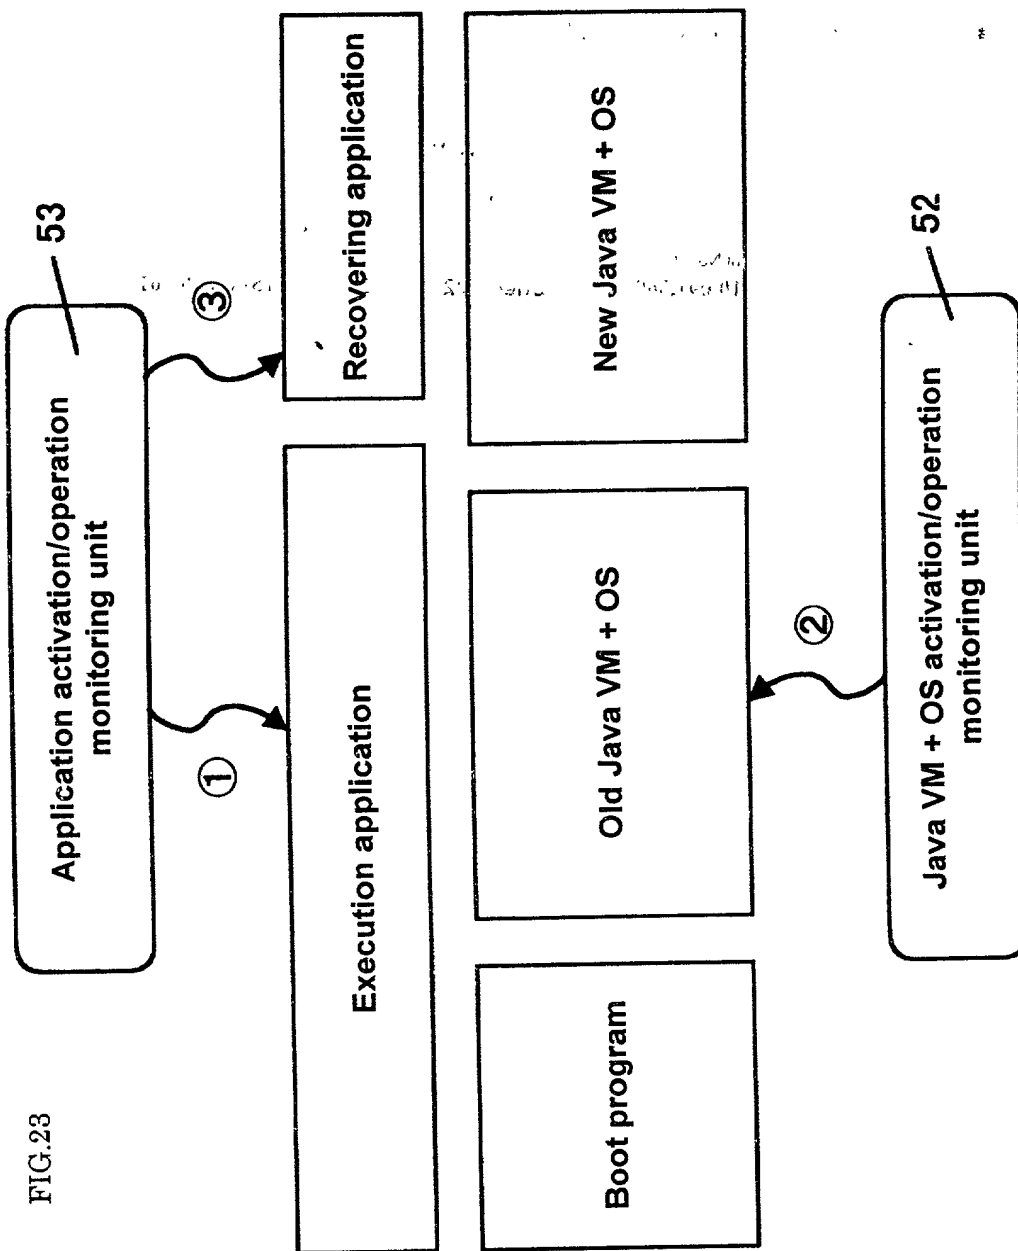 FIG.23
Application activation/operation
monitoring unit
53
①
③
Execution application
Recovering application
Boot program
Old Java VM + OS
New Java VM + OS
②
Java VM + OS activation/operation
monitoring unit
52